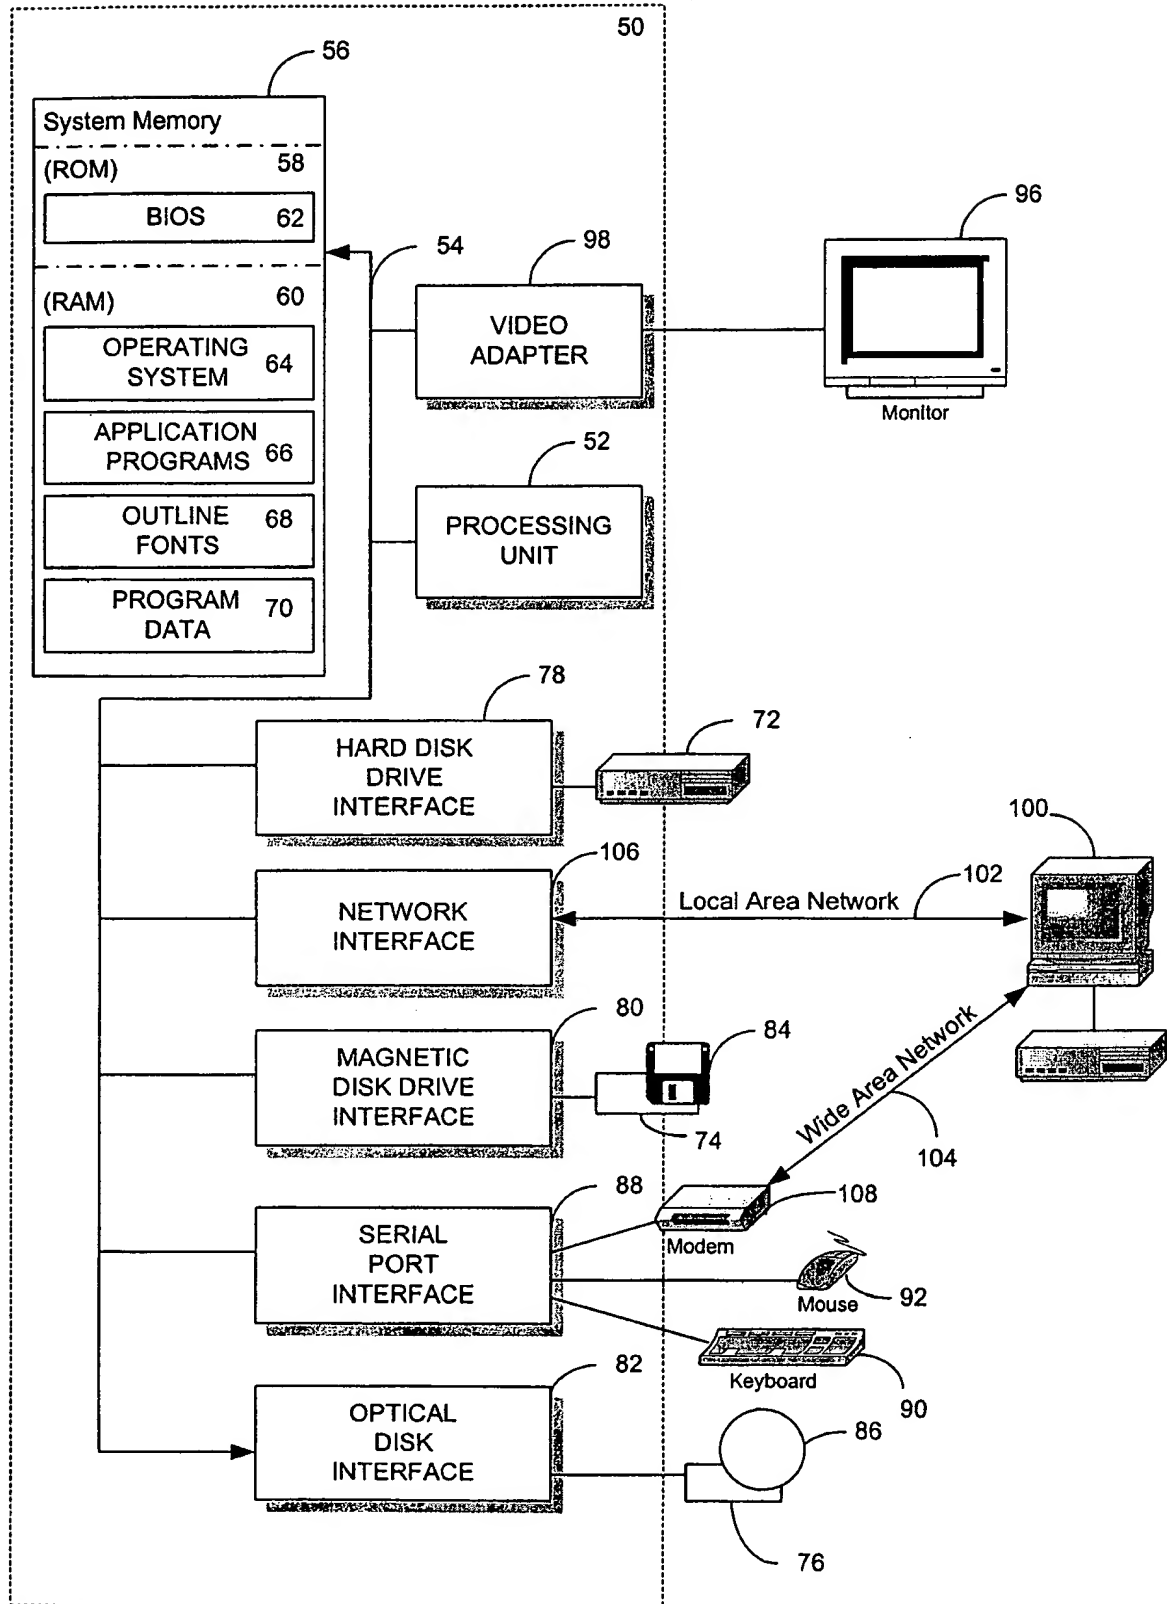 50
56
System Memory
(ROM)
58
BIOS
62
54
98
96
(RAM)
60
VIDEO
ADAPTER
Monitor
OPERATING
SYSTEM
64
APPLICATION
PROGRAMS
66
52
PROCESSING
UNIT
OUTLINE
FONTS
68
PROGRAM
DATA
70
78
HARD DISK
DRIVE
INTERFACE
72
100
106
NETWORK
INTERFACE
Local Area Network
102
80
MAGNETIC
DISK DRIVE
INTERFACE
84
74
Wide Area Network
104
88
SERIAL
PORT
INTERFACE
108
Modem
Mouse
92
Keyboard
90
82
OPTICAL
DISK
INTERFACE
86
76